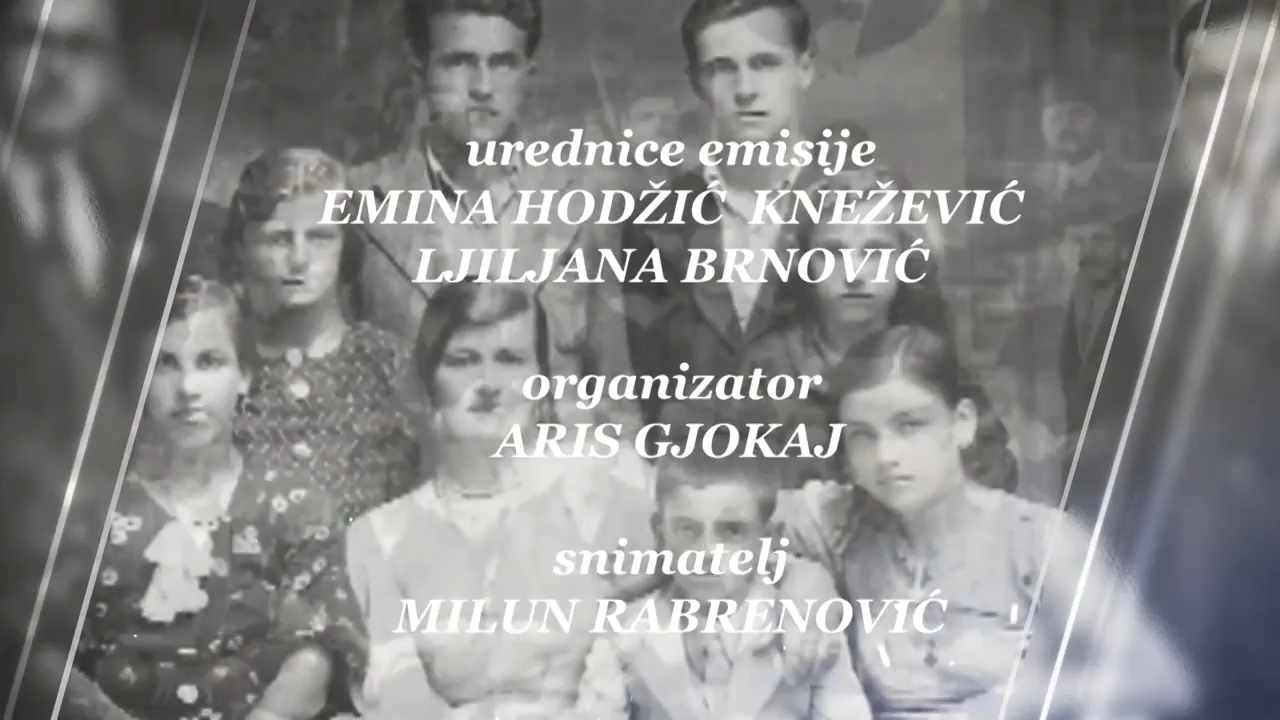 urednice emisije
EMINA HODŽIĆ KNEŽEVIĆ
LJILJANA BRNOVIĆ
organizator
ARIS GJOKAJ
snimatelj
MILUN RABRENOVIĆ